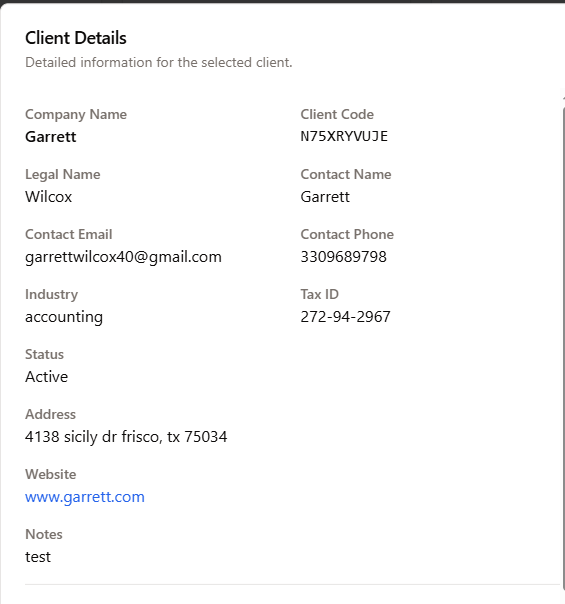 Client Details
Detailed information for the selected client.
Company Name
Garrett
Client Code
N75XRYVUJE
Legal Name
Wilcox
Contact Name
Garrett
Contact Email
garrettwilcox40@gmail.com
Contact Phone
3309689798
Industry
accounting
Tax ID
272-94-2967
Status
Active
Address
4138 sicily dr frisco, tx 75034
Website
www.garrett.com
Notes
test